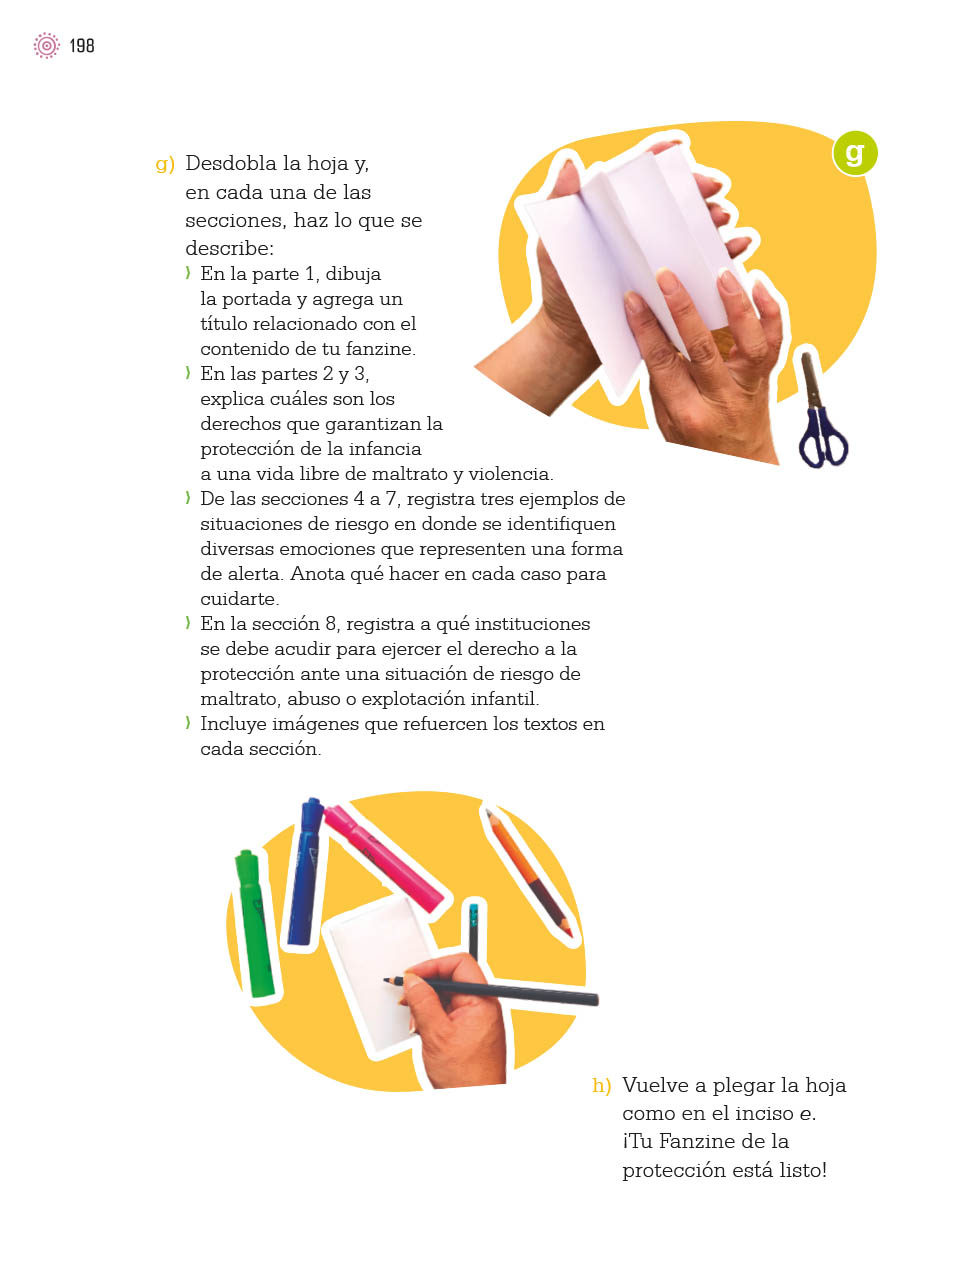 198
g
g) Desdobla la hoja y,
en cada una de las
secciones, haz lo que se
describe:
⟩ En la parte 1, dibuja
la portada y agrega un
título relacionado con el
contenido de tu fanzine.
⟩ En las partes 2 y 3,
explica cuáles son los
derechos que garantizan la
protección de la infancia
a una vida libre de maltrato y violencia.
⟩ De las secciones 4 a 7, registra tres ejemplos de
situaciones de riesgo en donde se identifiquen
diversas emociones que representen una forma
de alerta. Anota qué hacer en cada caso para
cuidarte.
⟩ En la sección 8, registra a qué instituciones
se debe acudir para ejercer el derecho a la
protección ante una situación de riesgo de
maltrato, abuso o explotación infantil.
⟩ Incluye imágenes que refuercen los textos en
cada sección.
h) Vuelve a plegar la hoja
como en el inciso e.
¡Tu Fanzine de la
protección está listo!